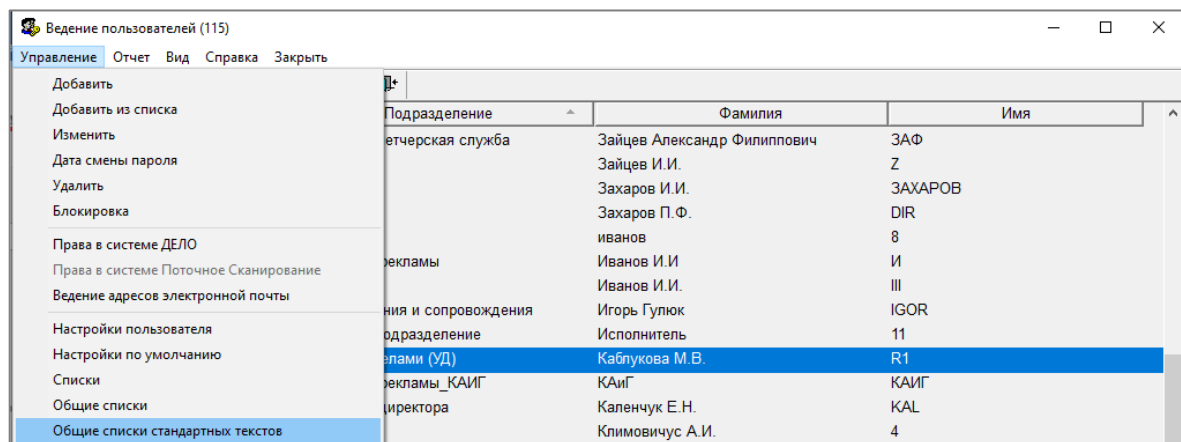 Ведение пользователей (115)
Управление Отчет Вид Справка Закрыть
Добавить
Добавить из списка
Изменить
Дата смены пароля
Удалить
Блокировка
Права в системе ДЕЛО
Права в системе Поточное Сканирование
Ведение адресов электронной почты
Настройки пользователя
Настройки по умолчанию
Списки
Общие списки
Общие списки стандартных текстов
Подразделение Фамилия Имя
етчерская служба Зайцев Александр Филиппович ЗАФ
Зайцев И.И. Z
Захаров И.И. ЗАХАРОВ
Захаров П.Ф. DIR
иванов 8
рекламы Иванов И.И И
Иванов И.И. III
ния и сопровождения Игорь Гулюк IGOR
одразделение Исполнитель 11
елами (УД) Каблукова М.В. R1
рекламы_КАИГ КАиГ КАИГ
директора Каленчук Е.Н. KAL
Климовичус А.И. 4